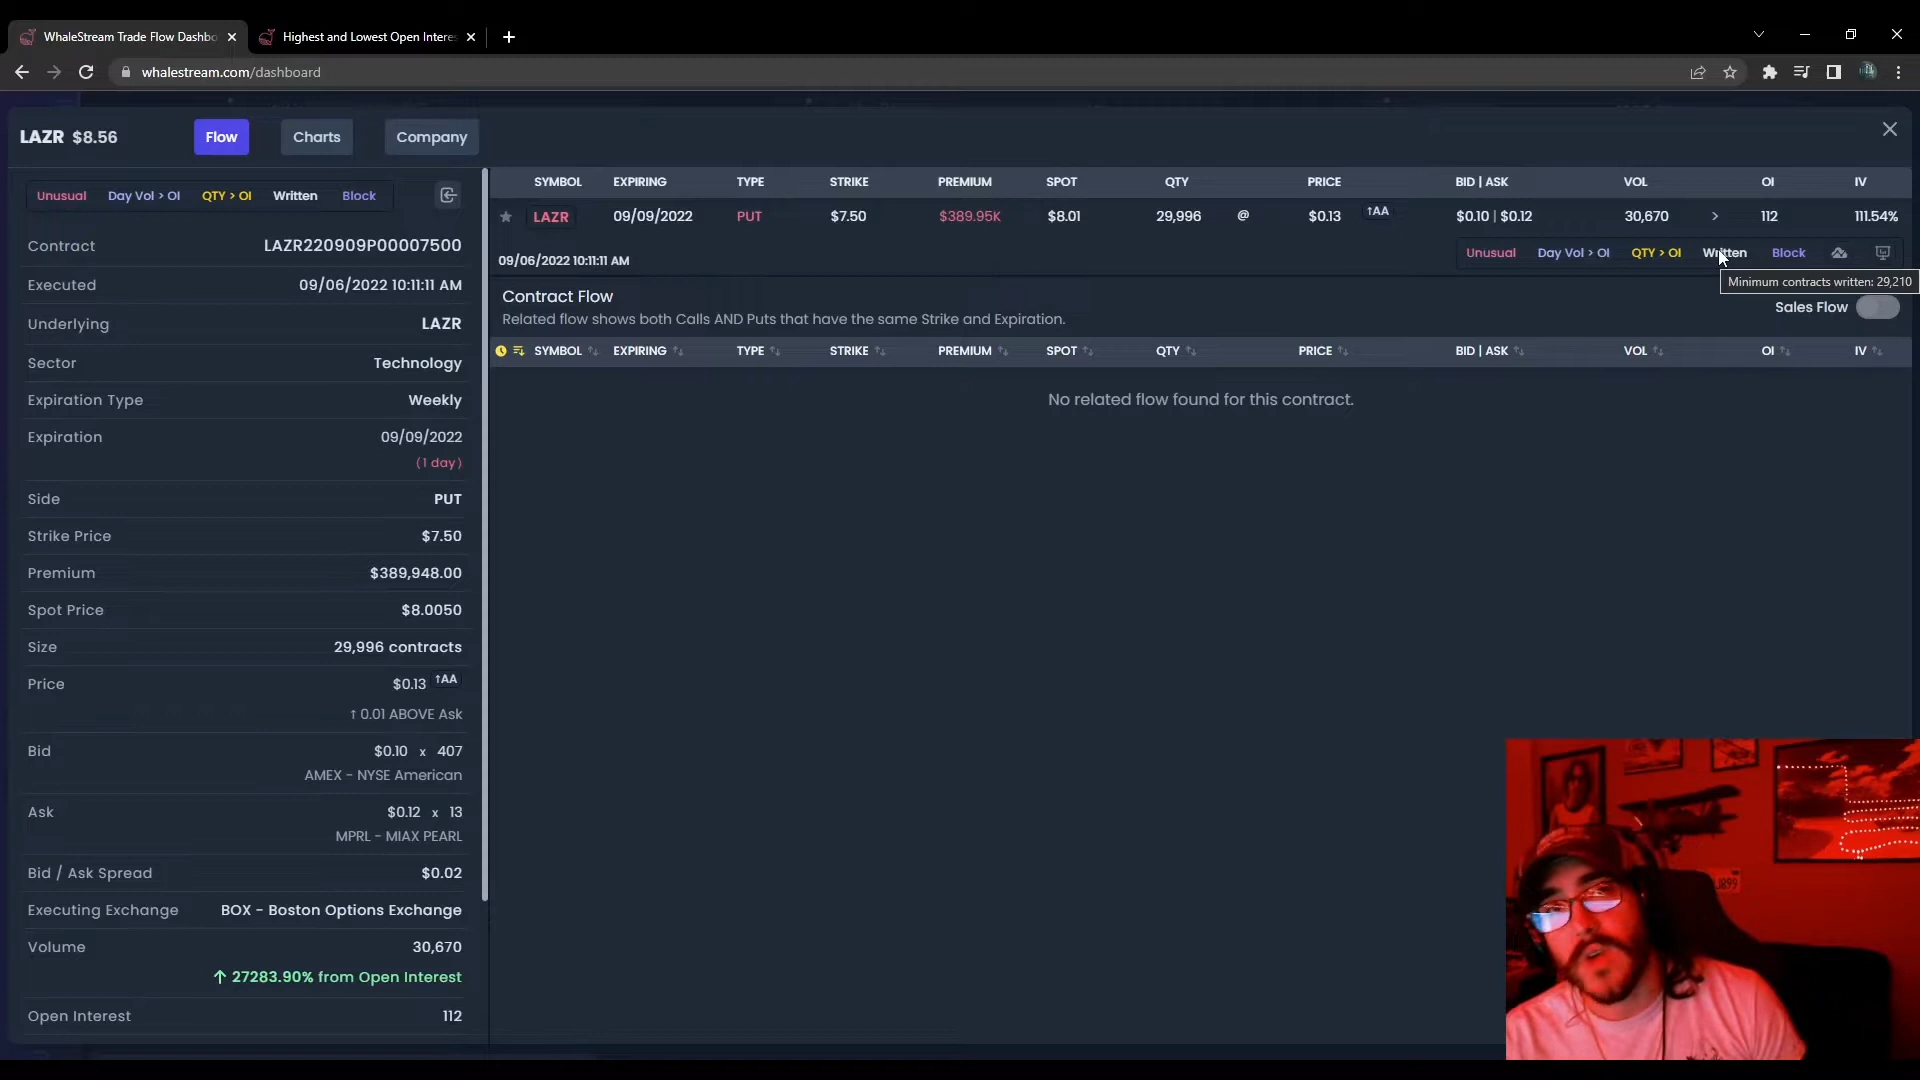 WhaleStream Trade Flow Dashbo
Highest and Lowest Open Interes
whalestream.com/dashboard
LAZR $8.56
Flow
Charts
Company
Unusual Day Vol > OI QTY > OI Written Block
Contract LAZR220909P00007500
Executed 09/06/2022 10:11:11 AM
Underlying LAZR
Sector Technology
Expiration Type Weekly
Expiration 09/09/2022
(1 day)
Side PUT
Strike Price $7.50
Premium $389,948.00
Spot Price $8.0050
Size 29,996 contracts
Price $0.13 ↑AA
↑ 0.01 ABOVE Ask
Bid $0.10 x 407
AMEX - NYSE American
Ask $0.12 x 13
MPRL - MIAX PEARL
Bid / Ask Spread $0.02
Executing Exchange BOX - Boston Options Exchange
Volume 30,670
↑ 27283.90% from Open Interest
Open Interest 112
SYMBOL EXPIRING TYPE STRIKE PREMIUM SPOT QTY PRICE BID | ASK VOL OI IV
LAZR 09/09/2022 PUT $7.50 $389.95K $8.01 29,996 @ $0.13 ↑AA $0.10 | $0.12 30,670 > 112 111.54%
09/06/2022 10:11:11 AM
Unusual Day Vol > OI QTY > OI Written Block
Minimum contracts written: 29,210
Contract Flow
Related flow shows both Calls AND Puts that have the same Strike and Expiration.
Sales Flow
SYMBOL EXPIRING TYPE STRIKE PREMIUM SPOT QTY PRICE BID | ASK VOL OI IV
No related flow found for this contract.